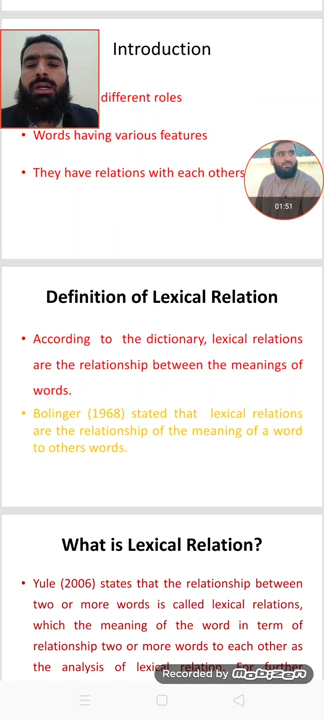 Introduction
different roles
Words having various features
They have relations with each others
01:51
Definition of Lexical Relation
According to the dictionary, lexical relations
are the relationship between the meanings of
words.
Bolinger (1968) stated that lexical relations
are the relationship of the meaning of a word
to others words.
What is Lexical Relation?
Yule (2006) states that the relationship between
two or more words is called lexical relations,
which the meaning of the word in term of
relationship two or more words to each other as
the analysis of lexical relation. For further
Recorded by mobizen